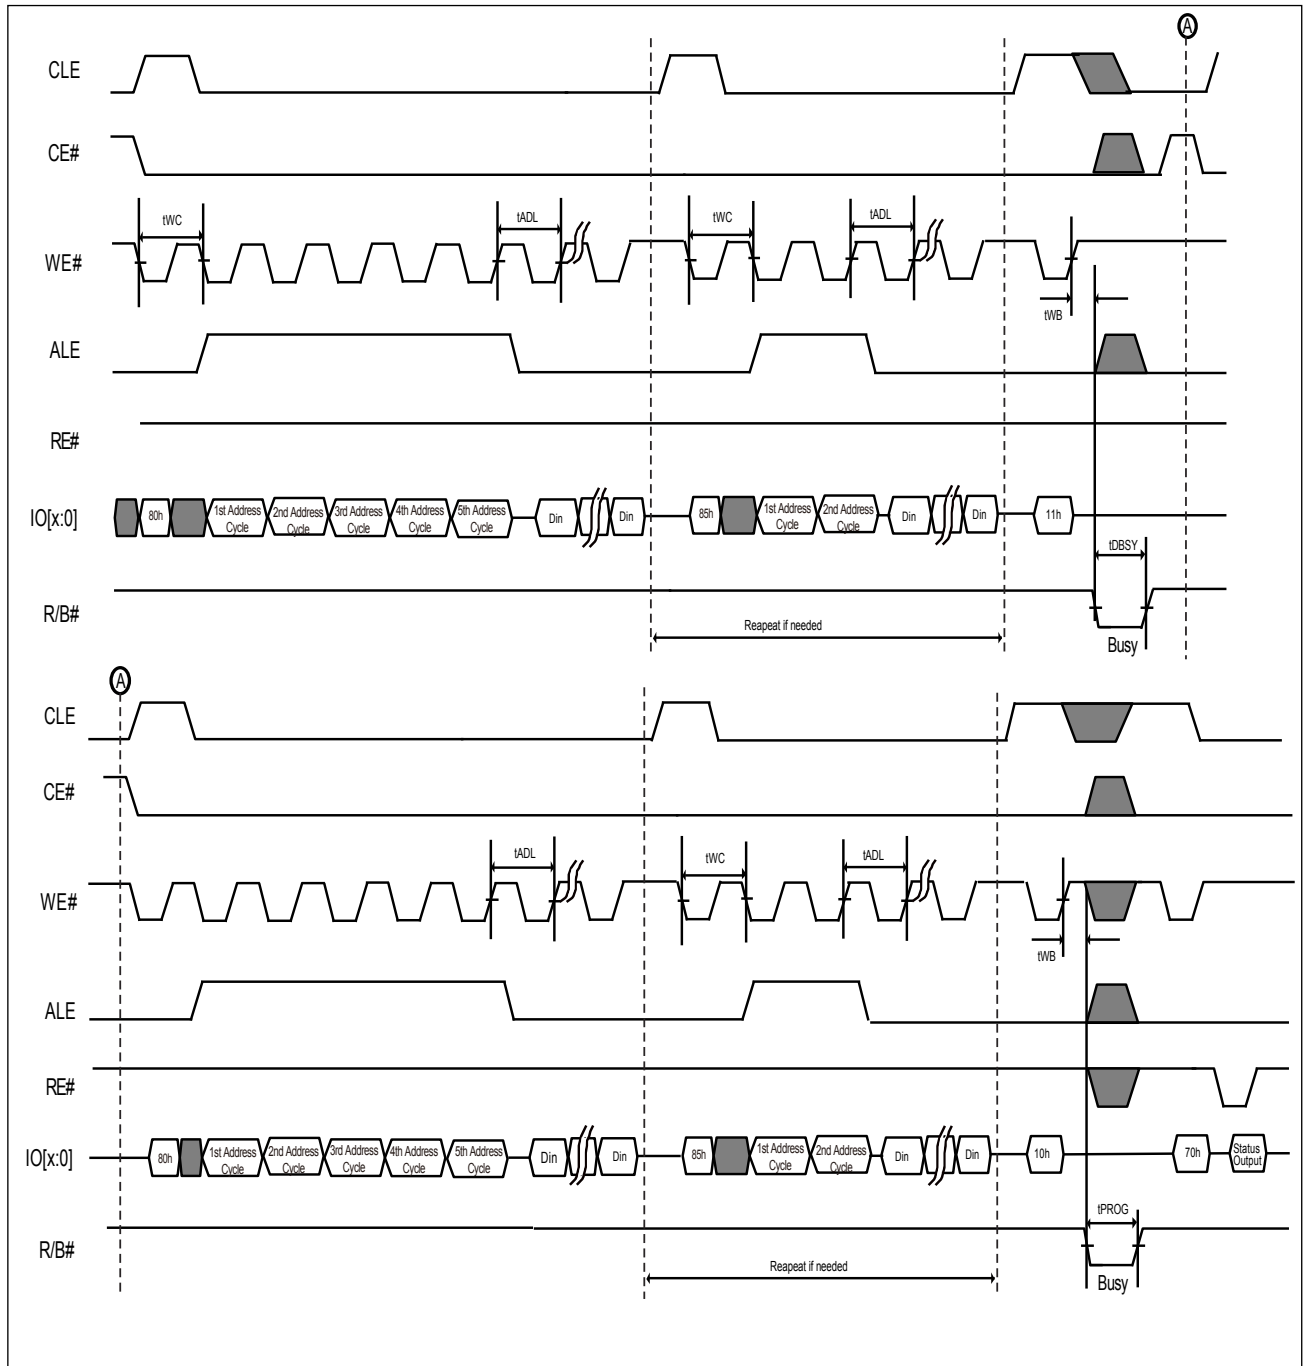 A
CLE
CE#
tWC
tADL
tWC
tADL
WE#
tWB
ALE
RE#
IO[x:0]
80h
1st Address
Cycle
2nd Address
Cycle
3rd Address
Cycle
4th Address
Cycle
5th Address
Cycle
Din
Din
85h
1st Address
Cycle
2nd Address
Cycle
Din
Din
11h
tDBSY
R/B#
Reapeat if needed
Busy
A
CLE
CE#
tADL
tWC
tADL
WE#
tWB
ALE
RE#
IO[x:0]
80h
1st Address
Cycle
2nd Address
Cycle
3rd Address
Cycle
4th Address
Cycle
5th Address
Cycle
Din
Din
85h
1st Address
Cycle
2nd Address
Cycle
Din
Din
10h
70h
Status
Output
tPROG
R/B#
Reapeat if needed
Busy